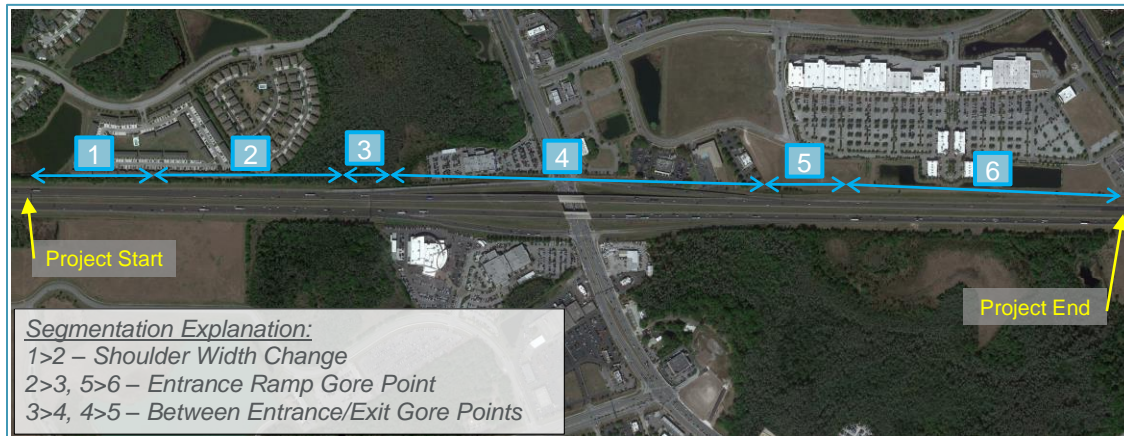 1
2
3
4
5
6
Project Start
Project End
Segmentation Explanation:
1>2 – Shoulder Width Change
2>3, 5>6 – Entrance Ramp Gore Point
3>4, 4>5 – Between Entrance/Exit Gore Points